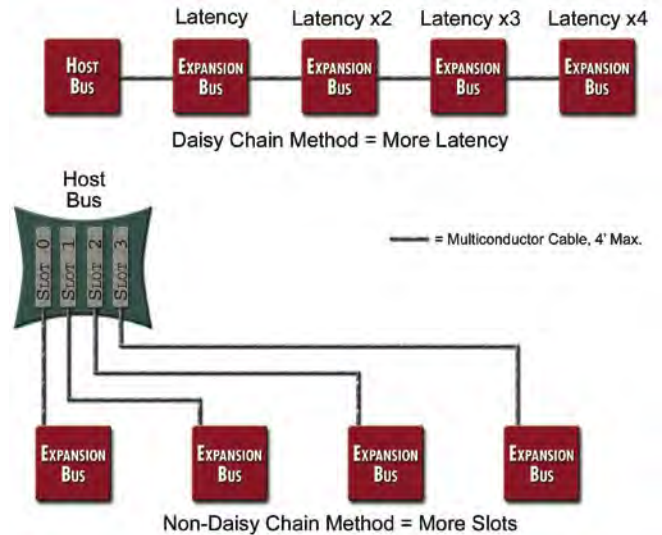 Latency Latency x2 Latency x3 Latency x4
HOST BUS
EXPANSION BUS
EXPANSION BUS
EXPANSION BUS
EXPANSION BUS
Daisy Chain Method = More Latency
Host
Bus
SLOT 0
SLOT 1
SLOT 2
SLOT 3
= Multiconductor Cable, 4' Max.
EXPANSION BUS
EXPANSION BUS
EXPANSION BUS
EXPANSION BUS
Non-Daisy Chain Method = More Slots